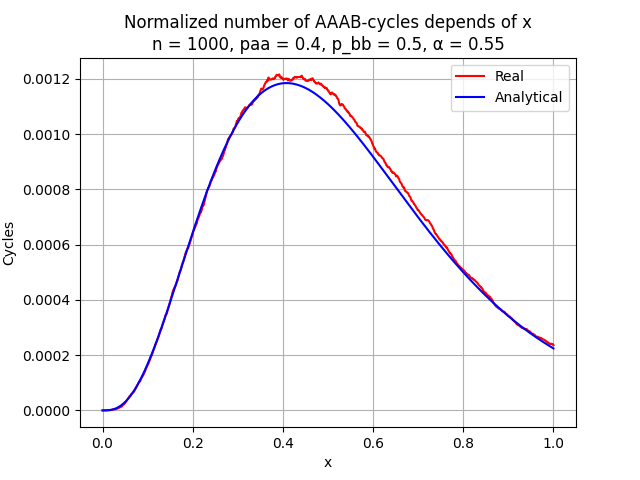 Normalized number of AAAB-cycles depends of x
n = 1000, paa = 0.4, p_bb = 0.5, α = 0.55
Real
Analytical
0.0012
0.0010
0.0008
0.0006
0.0004
0.0002
0.0000
Cycles
0.0 0.2 0.4 0.6 0.8 1.0
x